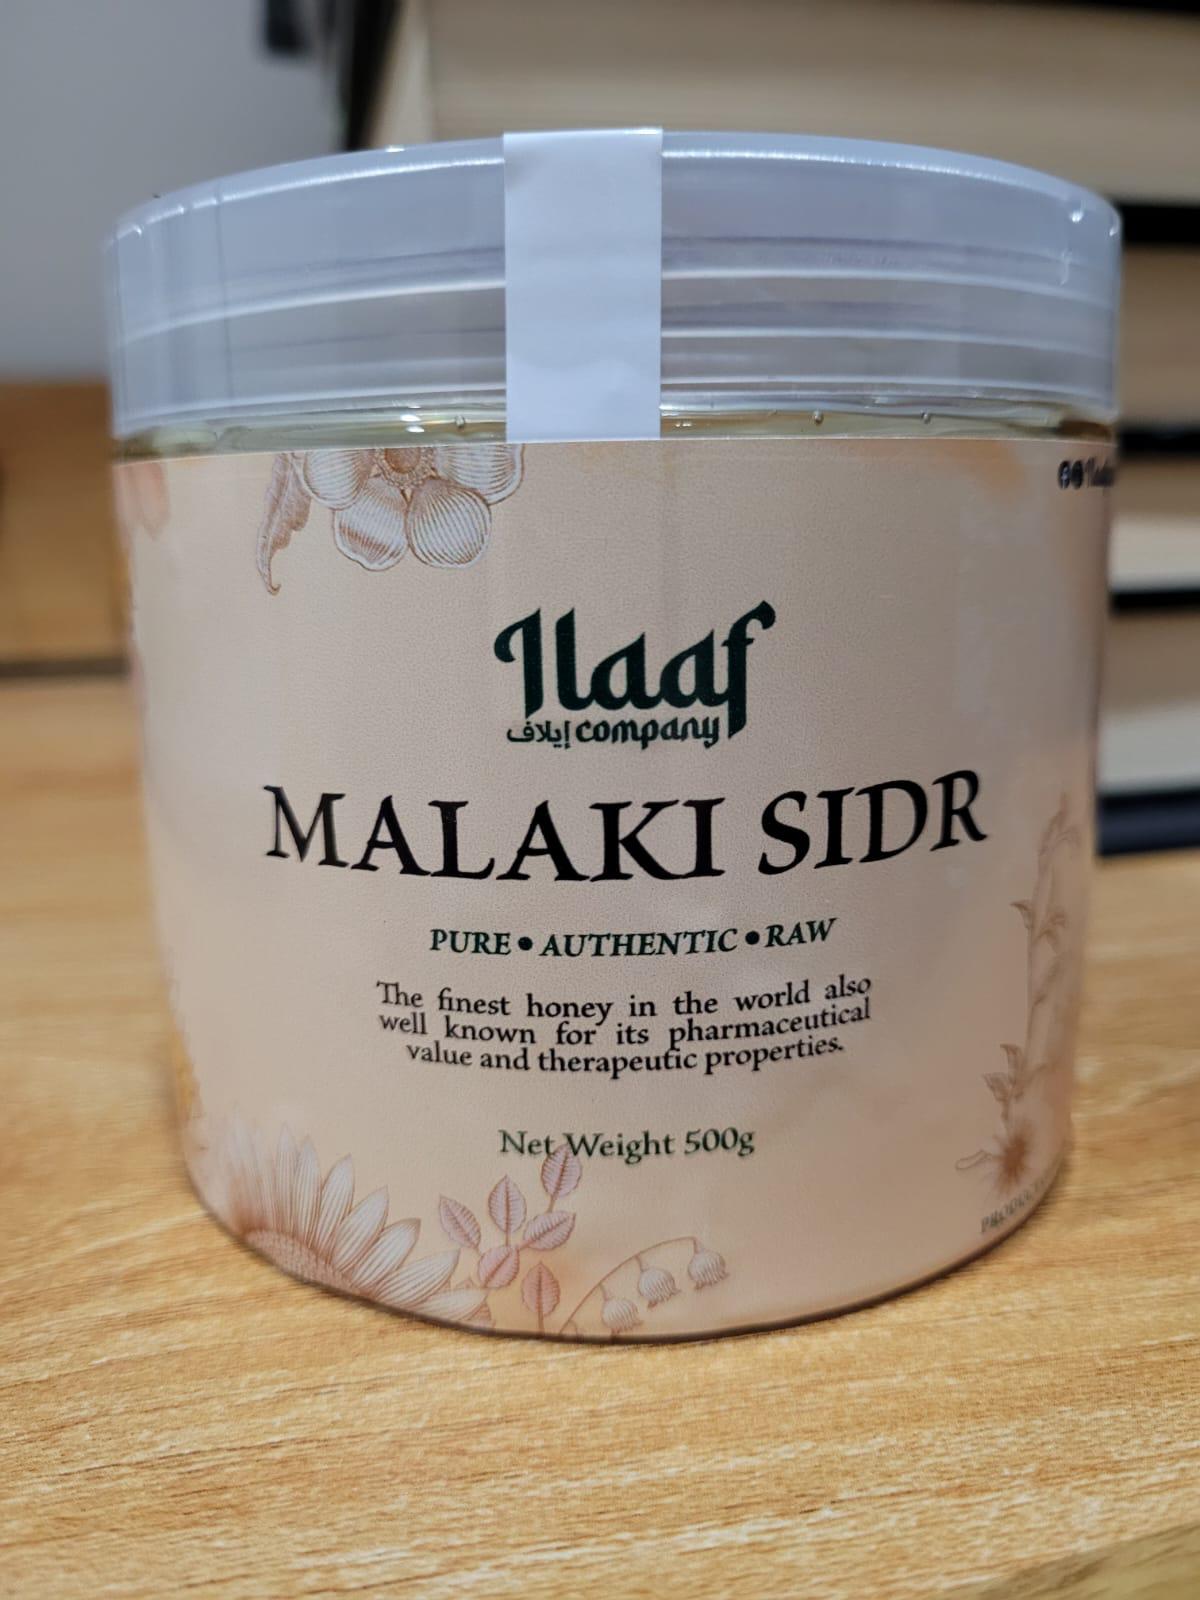 Ilaaf
إيلاف company
MALAKI SIDR
PURE • AUTHENTIC • RAW
The finest honey in the world also
well known for its pharmaceutical
value and therapeutic properties.
Net Weight 500g